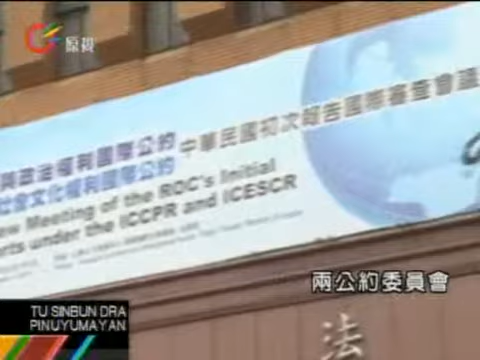 原視
與政治權利國際公約
社會文化權利國際公約
中華民國初次報告國際審查會議
ew Meeting of the ROC's Initial
orts under the ICCPR and ICESCR
兩公約委員會
法
TU SINBUN DRA
PINUYUMAYAN